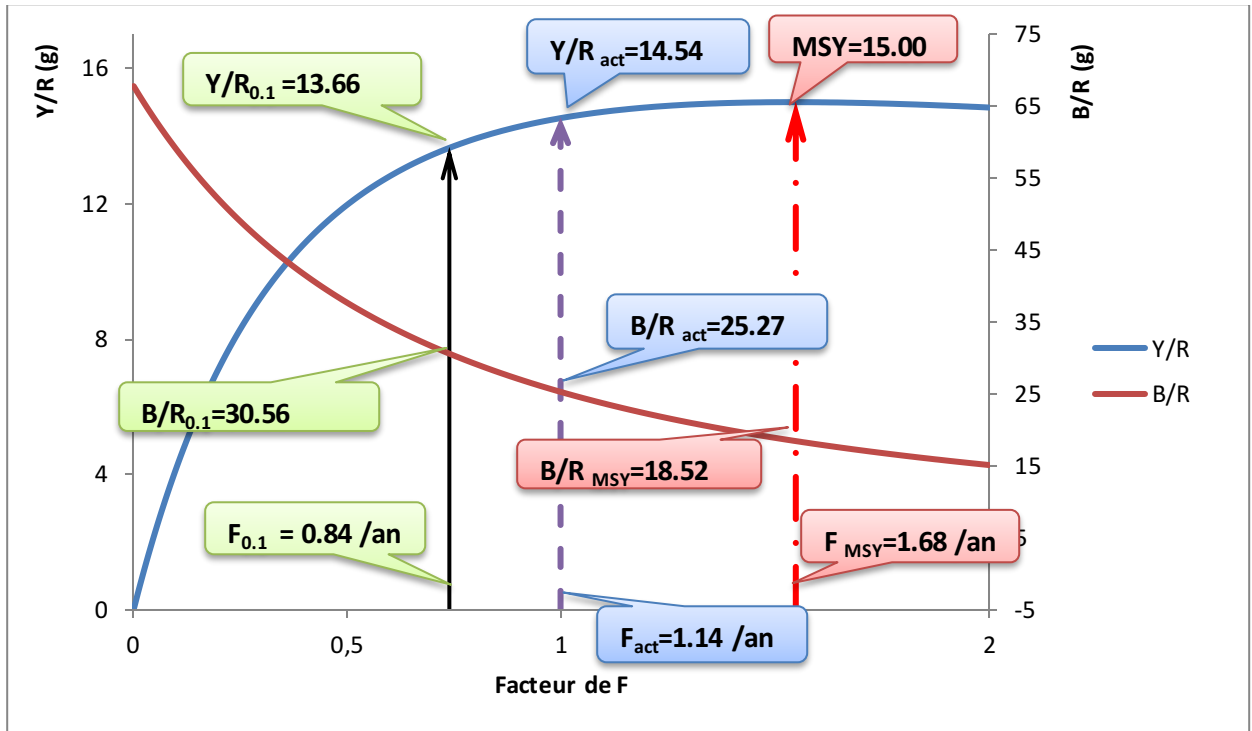 Y/R (g)
16
12
8
4
0
Y/R0.1 =13.66
Y/R act=14.54
MSY=15.00
B/R0.1=30.56
B/R act=25.27
B/R MSY=18.52
F0.1 = 0.84 /an
Fact=1.14 /an
F MSY=1.68 /an
B/R (g)
75
65
55
45
35
25
15
5
-5
Y/R
B/R
0
0,5
1
2
Facteur de F